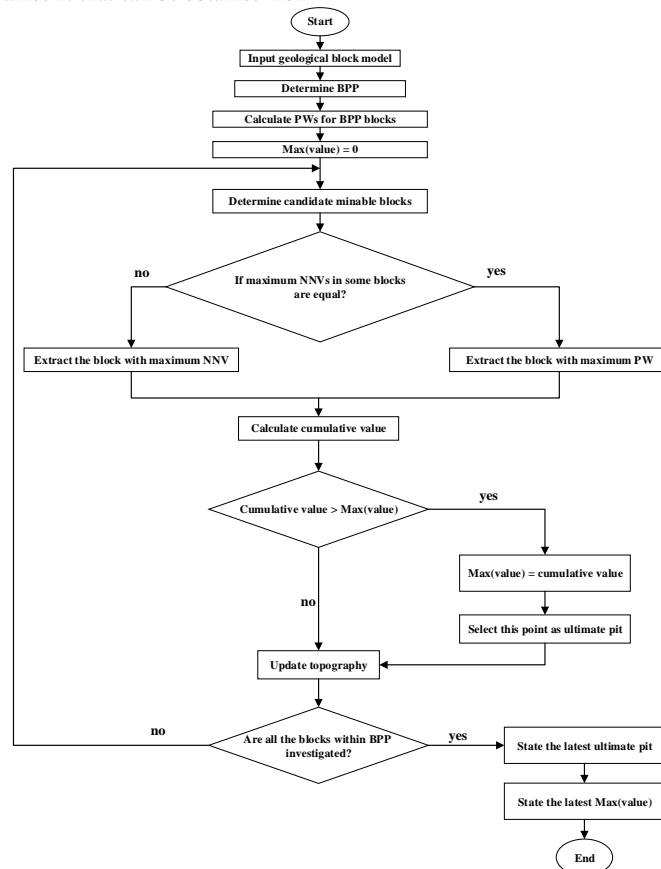 Start
Input geological block model
Determine BPP
Calculate PWs for BPP blocks
Max(value) = 0
Determine candidate minable blocks
no
yes
If maximum NNVs in some blocks
are equal?
Extract the block with maximum NNV
Extract the block with maximum PW
Calculate cumulative value
yes
Cumulative value > Max(value)
Max(value) = cumulative value
no
Select this point as ultimate pit
Update topography
no
yes
Are all the blocks within BPP
investigated?
State the latest ultimate pit
State the latest Max(value)
End